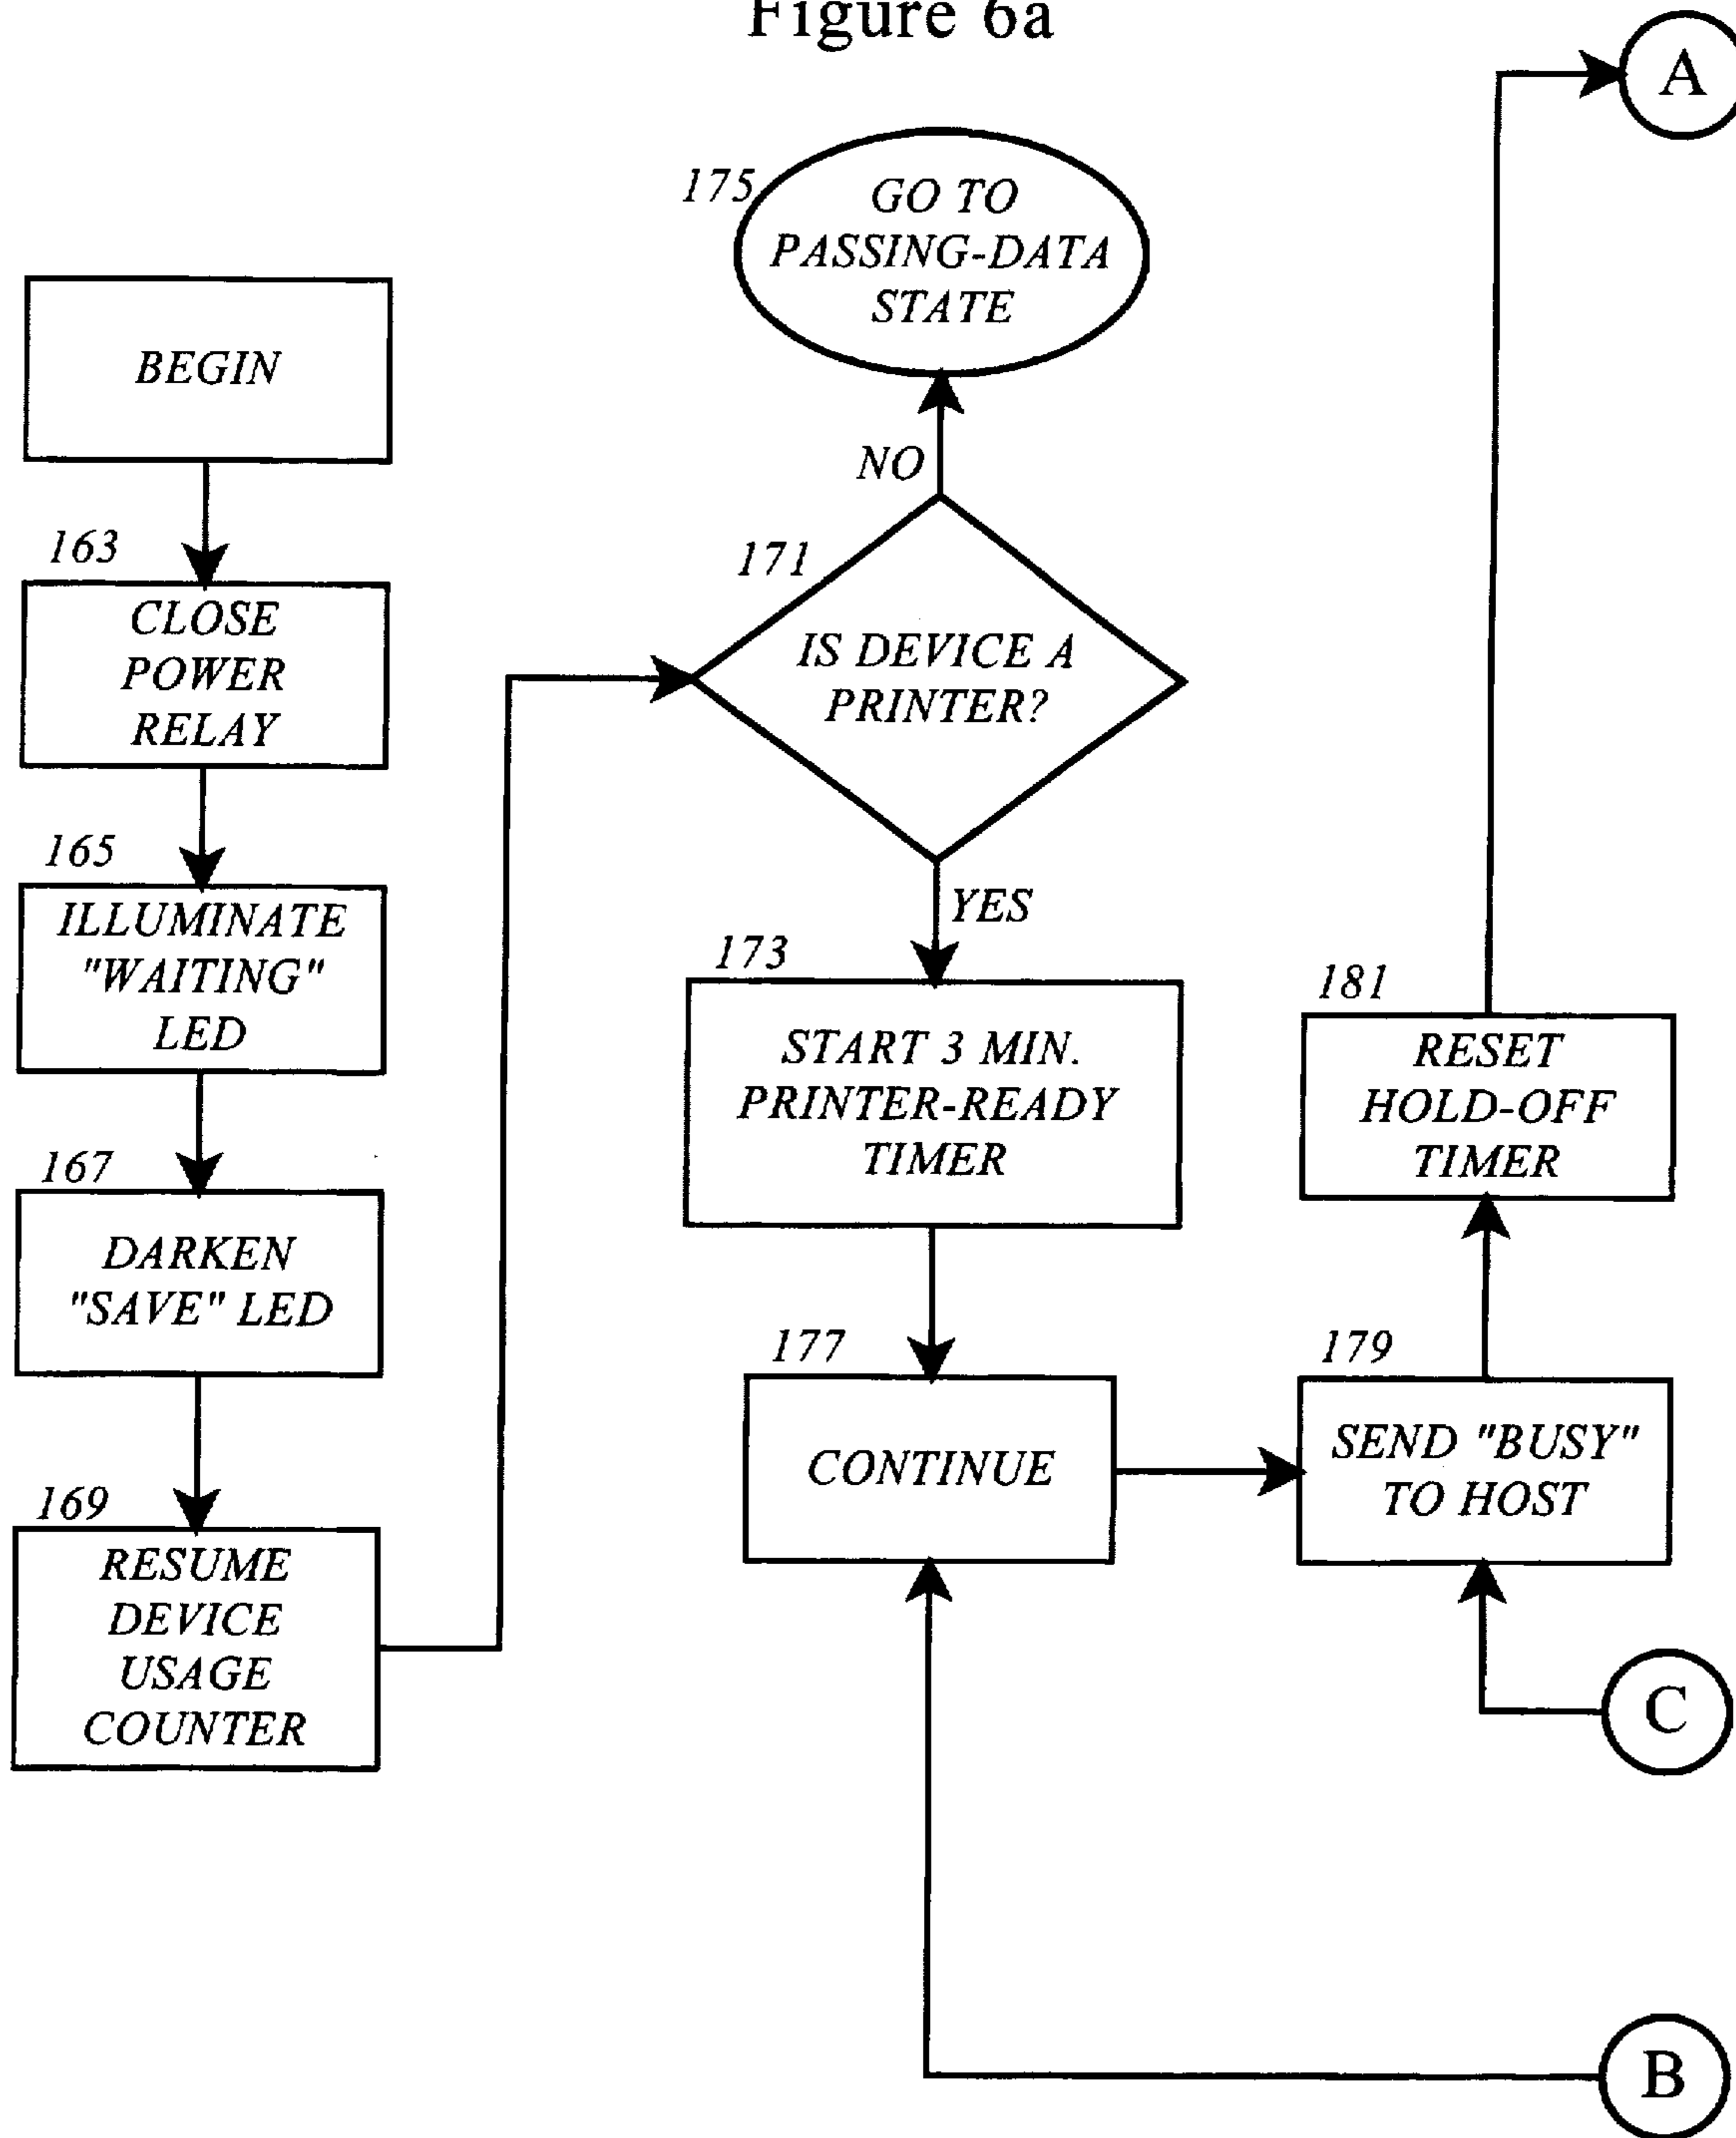 Figure 6a
A
175
GO TO
PASSING-DATA
STATE
BEGIN
NO
163
CLOSE
POWER
RELAY
171
IS DEVICE A
PRINTER?
165
ILLUMINATE
"WAITING"
LED
YES
173
START 3 MIN.
PRINTER-READY
TIMER
181
RESET
HOLD-OFF
TIMER
167
DARKEN
"SAVE" LED
177
CONTINUE
179
SEND "BUSY"
TO HOST
169
RESUME
DEVICE
USAGE
COUNTER
C
B